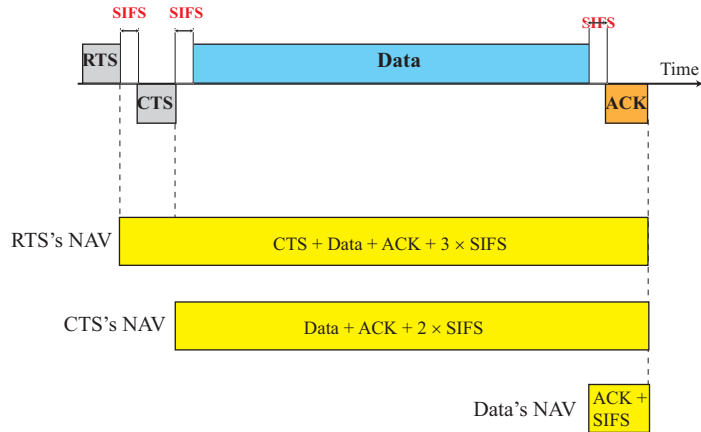 SIFS SIFS SIFS
RTS Data Time
CTS ACK
RTS's NAV CTS + Data + ACK + 3 × SIFS
CTS's NAV Data + ACK + 2 × SIFS
Data's NAV ACK +
SIFS